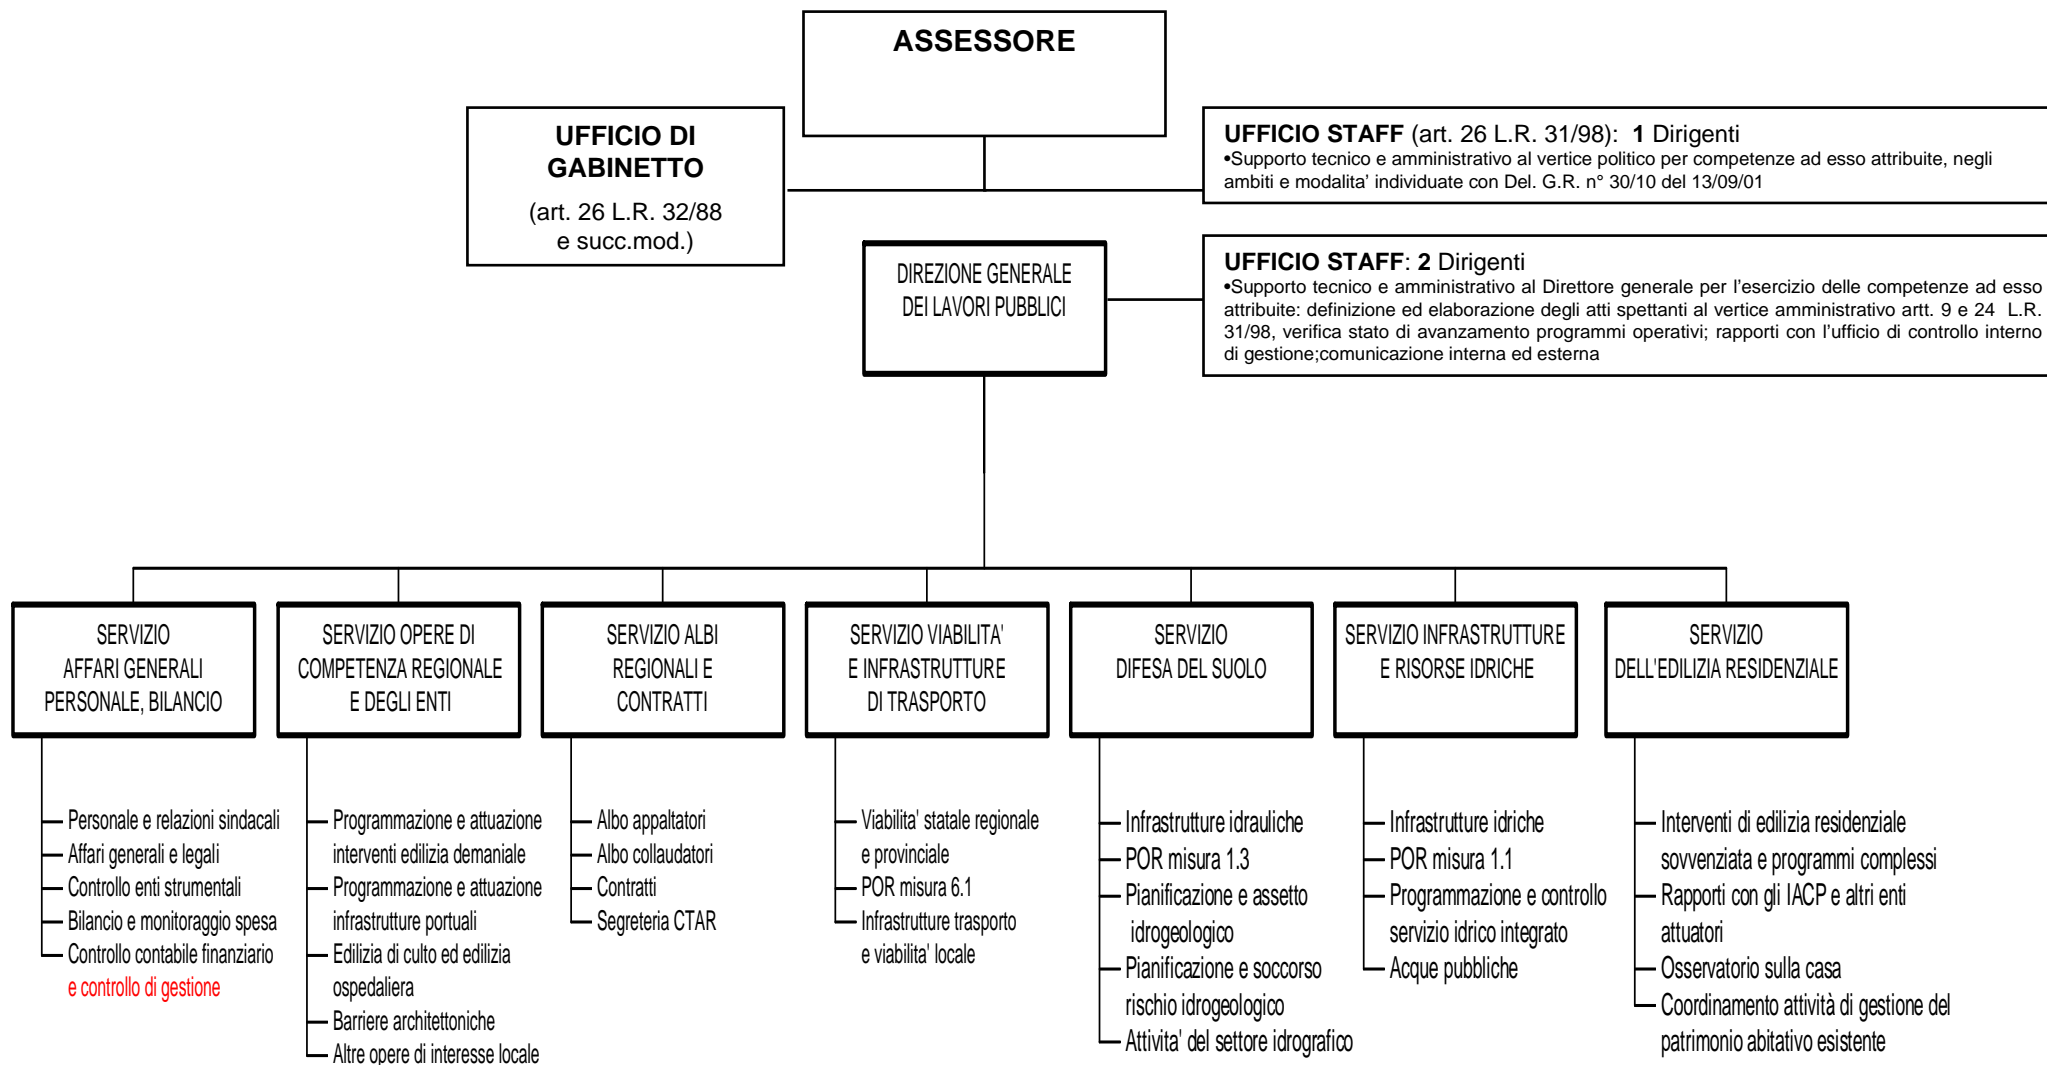 ASSESSORE
UFFICIO DI
GABINETTO
(art. 26 L.R. 32/88
e succ.mod.)
UFFICIO STAFF (art. 26 L.R. 31/98): 1 Dirigenti
•Supporto tecnico e amministrativo al vertice politico per competenze ad esso attribuite, negli
ambiti e modalita’ individuate con Del. G.R. n° 30/10 del 13/09/01
DIREZIONE GENERALE
DEI LAVORI PUBBLICI
UFFICIO STAFF: 2 Dirigenti
•Supporto tecnico e amministrativo al Direttore generale per l’esercizio delle competenze ad esso
attribuite: definizione ed elaborazione degli atti spettanti al vertice amministrativo artt. 9 e 24 L.R.
31/98, verifica stato di avanzamento programmi operativi; rapporti con l’ufficio di controllo interno
di gestione;comunicazione interna ed esterna
SERVIZIO
AFFARI GENERALI
PERSONALE, BILANCIO
Personale e relazioni sindacali
Affari generali e legali
Controllo enti strumentali
Bilancio e monitoraggio spesa
Controllo contabile finanziario
e controllo di gestione
SERVIZIO OPERE DI
COMPETENZA REGIONALE
E DEGLI ENTI
Programmazione e attuazione
interventi edilizia demaniale
Programmazione e attuazione
infrastrutture portuali
Edilizia di culto ed edilizia
ospedaliera
Barriere architettoniche
Altre opere di interesse locale
SERVIZIO ALBI
REGIONALI E
CONTRATTI
Albo appaltatori
Albo collaudatori
Contratti
Segreteria CTAR
SERVIZIO VIABILITA'
E INFRASTRUTTURE
DI TRASPORTO
Viabilita' statale regionale
e provinciale
POR misura 6.1
Infrastrutture trasporto
e viabilita' locale
SERVIZIO
DIFESA DEL SUOLO
Infrastrutture idrauliche
POR misura 1.3
Pianificazione e assetto
idrogeologico
Pianificazione e soccorso
rischio idrogeologico
Attivita' del settore idrografico
SERVIZIO INFRASTRUTTURE
E RISORSE IDRICHE
Infrastrutture idriche
POR misura 1.1
Programmazione e controllo
servizio idrico integrato
Acque pubbliche
SERVIZIO
DELL'EDILIZIA RESIDENZIALE
Interventi di edilizia residenziale
sovvenziata e programmi complessi
Rapporti con gli IACP e altri enti
attuatori
Osservatorio sulla casa
Coordinamento attività di gestione del
patrimonio abitativo esistente